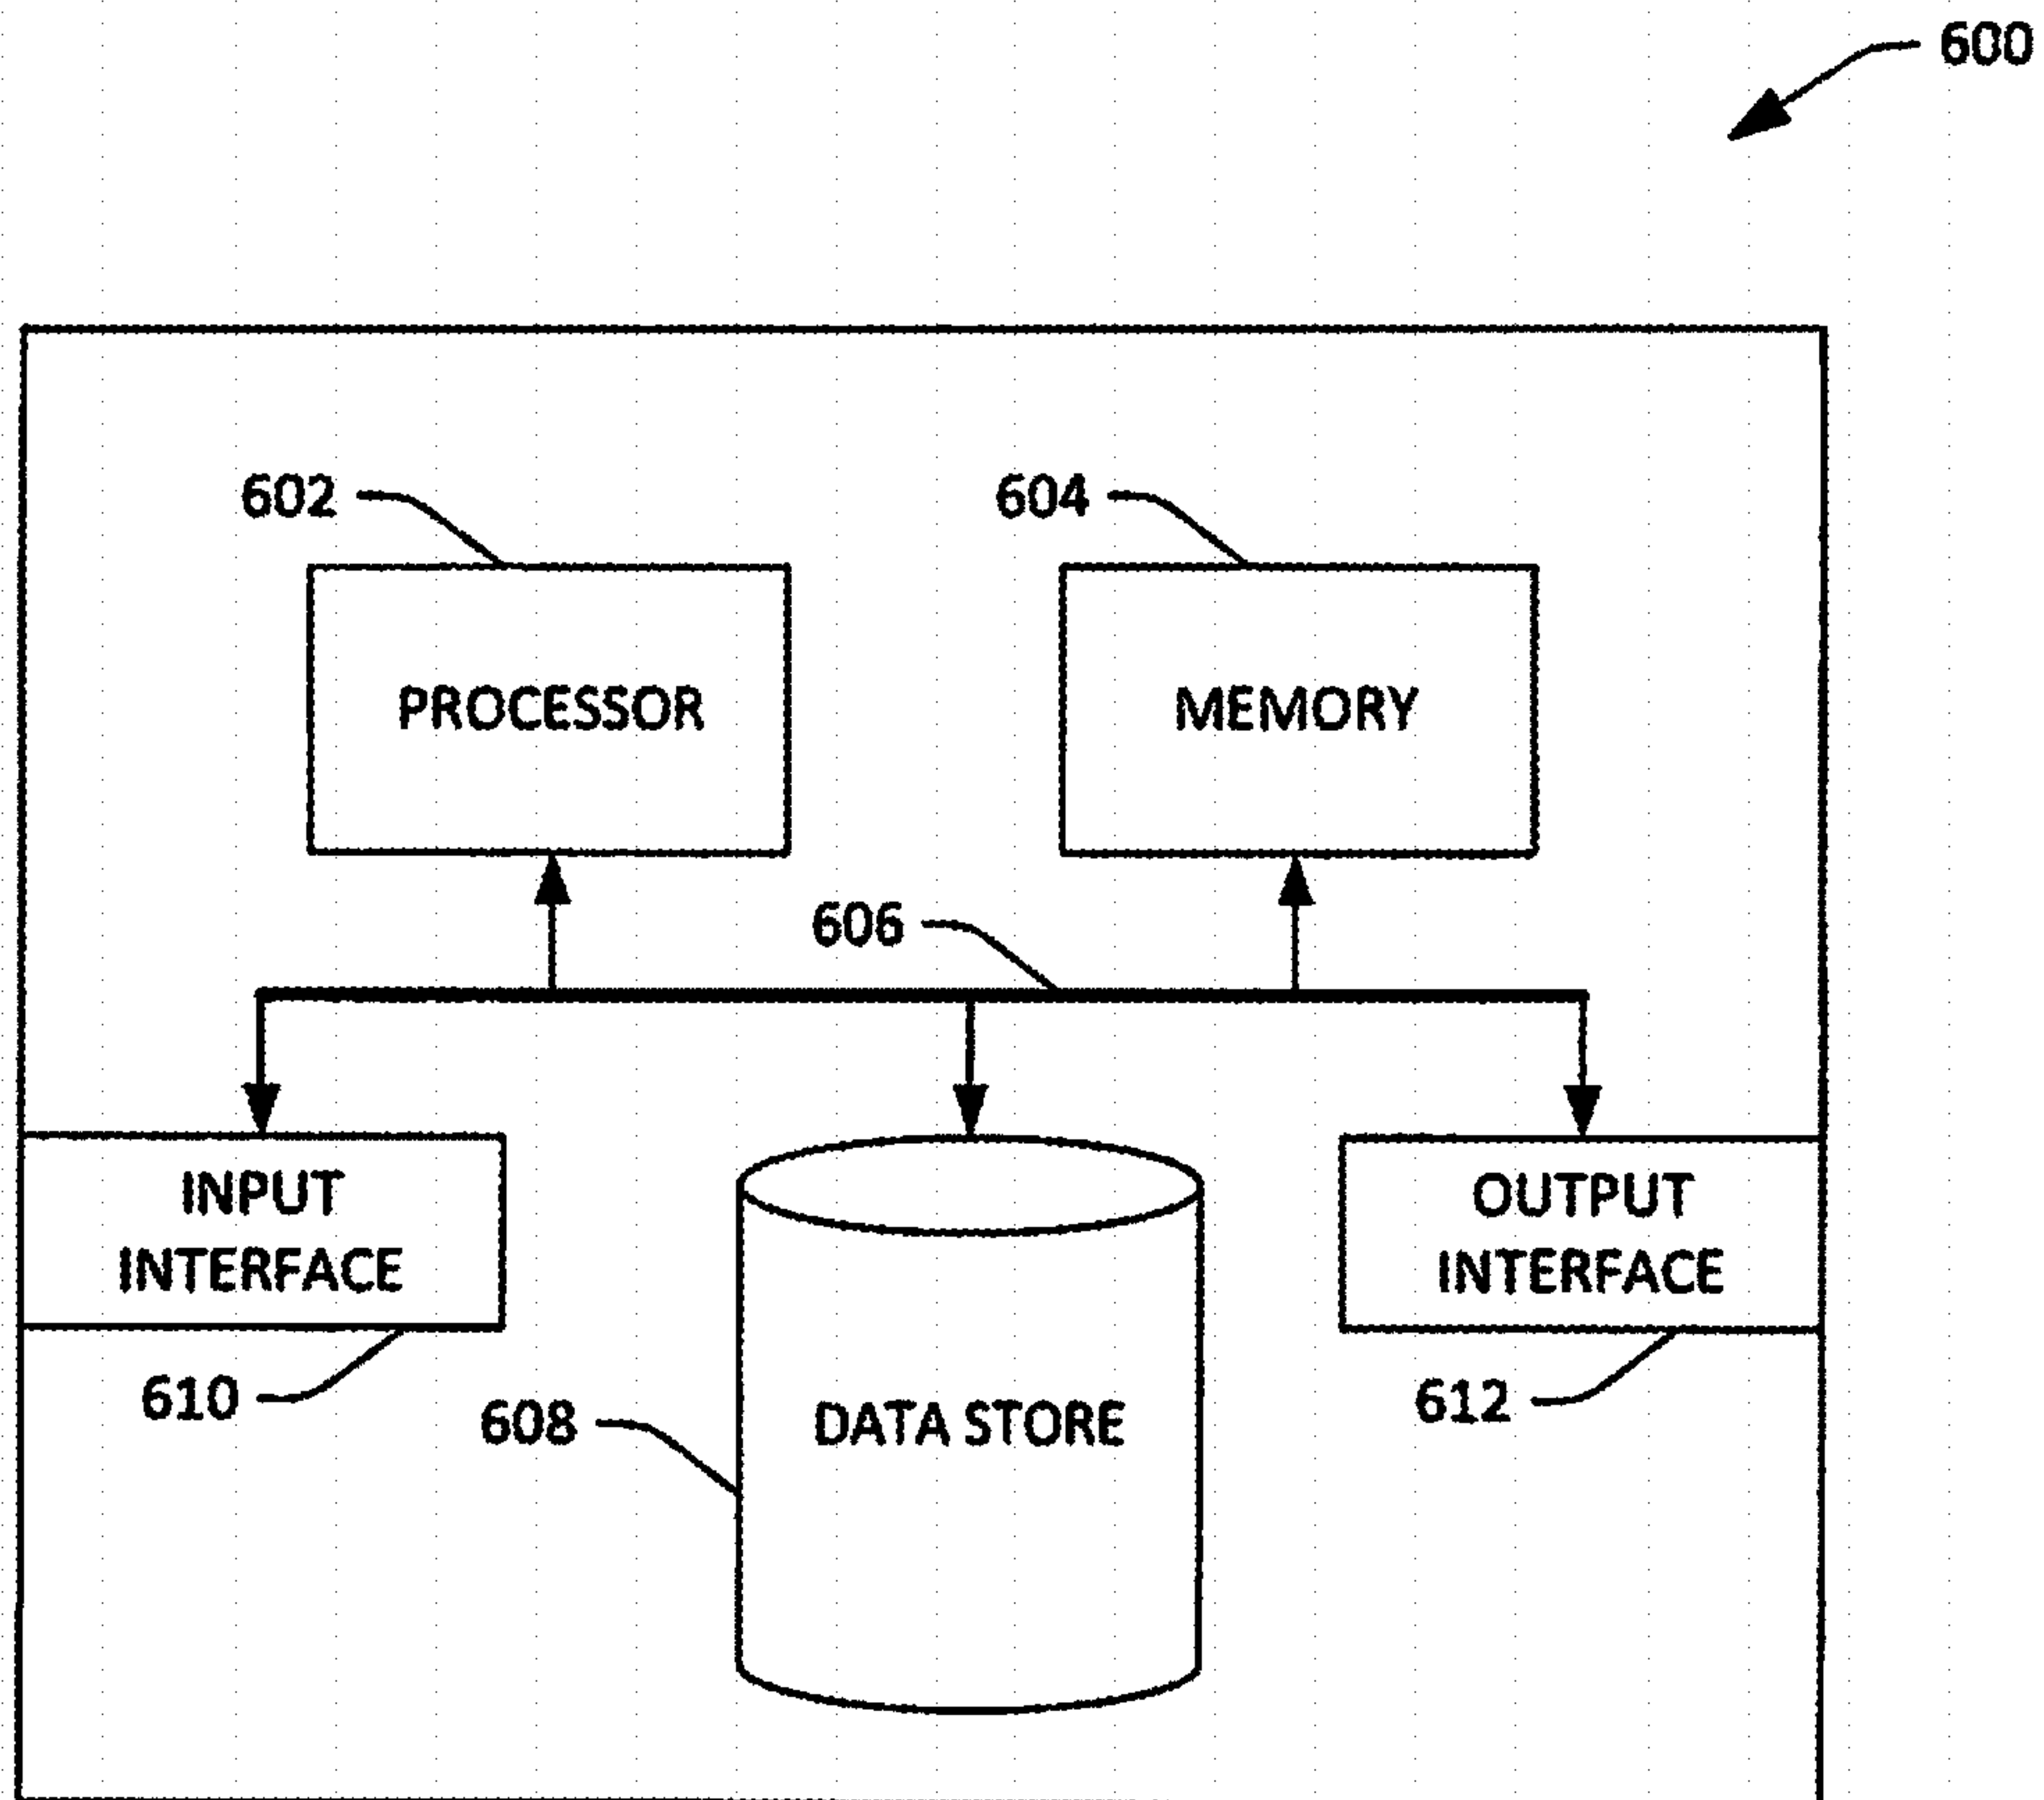 600
602
604
PROCESSOR
MEMORY
606
INPUT
INTERFACE
OUTPUT
INTERFACE
610
608
DATA STORE
612